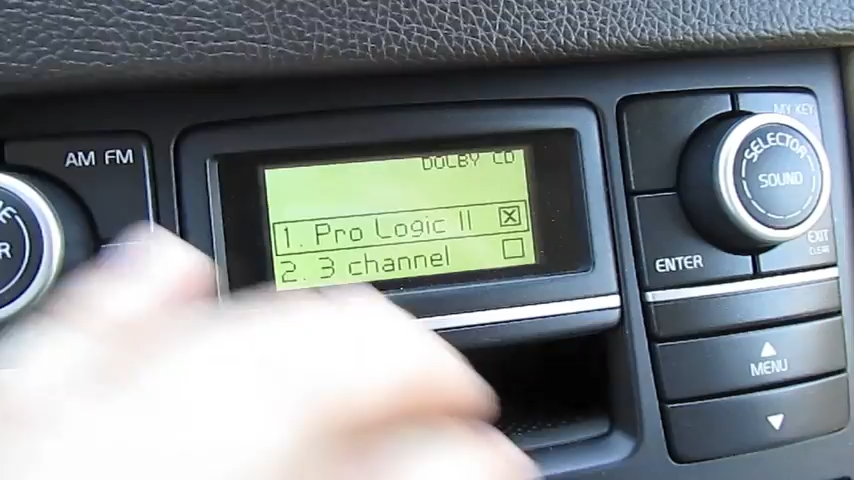 AM FM
DOLBY CD
1. Pro Logic II
2. 3 channel
MY KEY
SELECTOR
SOUND
ENTER
EXIT
CLEAR
MENU